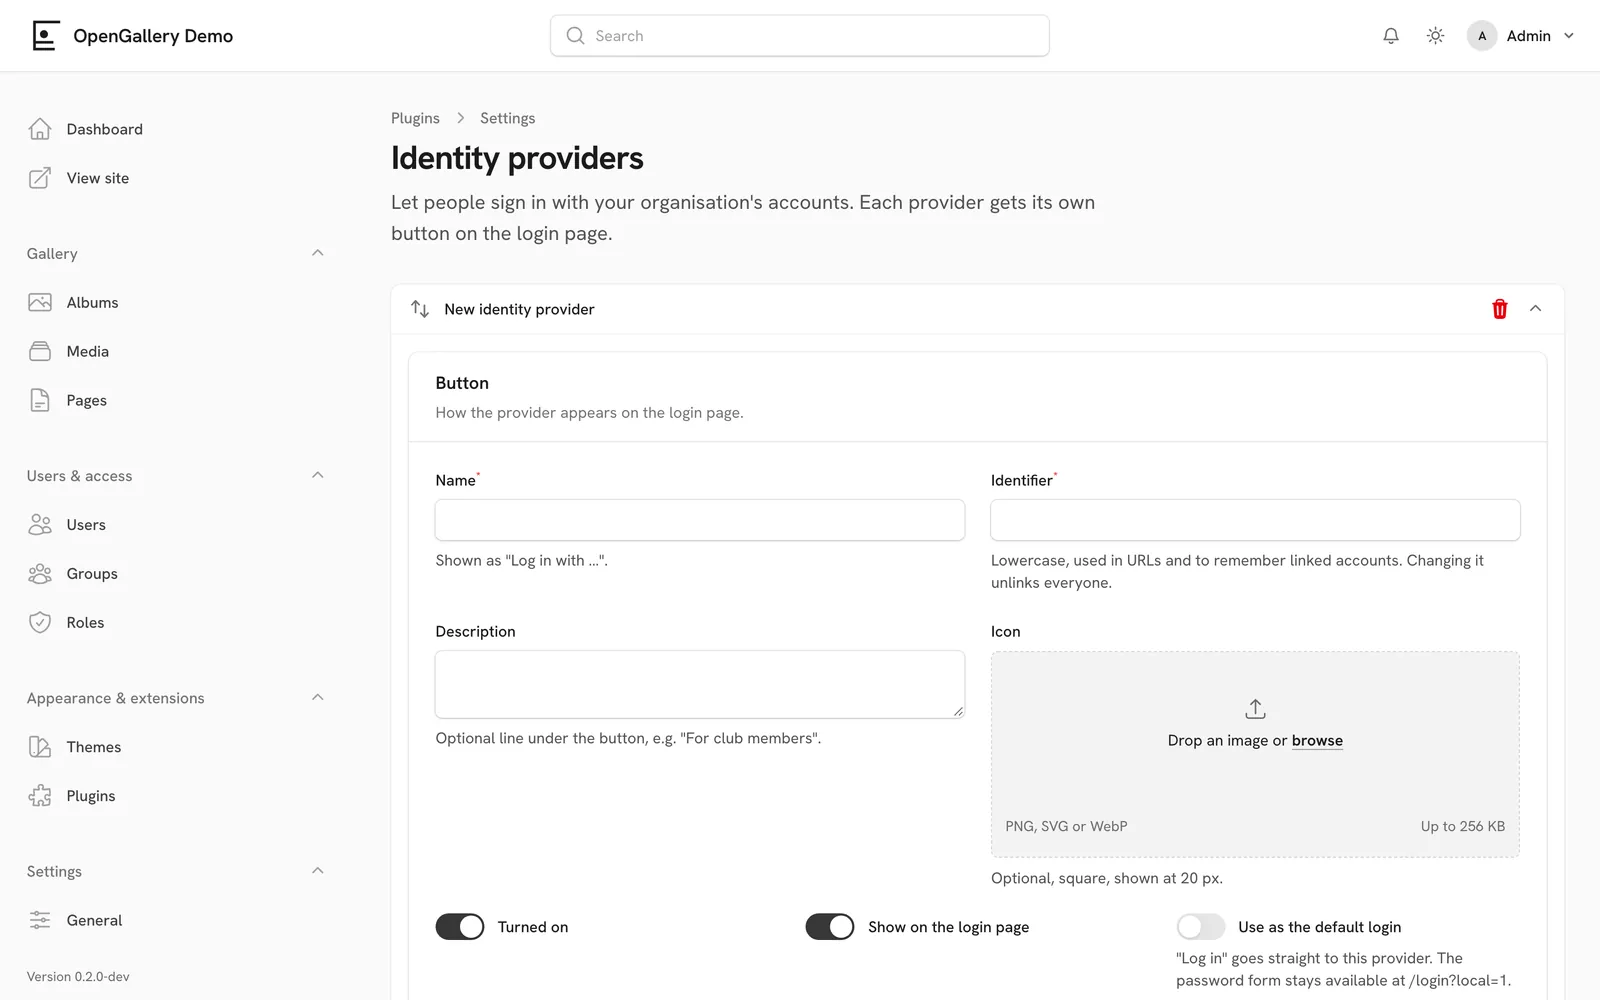 OpenGallery Demo
Search
A
Admin
Dashboard
View site
Gallery
Albums
Media
Pages
Users & access
Users
Groups
Roles
Appearance & extensions
Themes
Plugins
Settings
General
Version 0.2.0-dev
Plugins
Settings
Identity providers
Let people sign in with your organisation's accounts. Each provider gets its own
button on the login page.
New identity provider
Button
How the provider appears on the login page.
Name*
Shown as "Log in with ...".
Identifier*
Lowercase, used in URLs and to remember linked accounts. Changing it
unlinks everyone.
Description
Optional line under the button, e.g. "For club members".
Icon
Drop an image or browse
PNG, SVG or WebP
Up to 256 KB
Optional, square, shown at 20 px.
Turned on
Show on the login page
Use as the default login
"Log in" goes straight to this provider. The
password form stays available at /login?local=1.